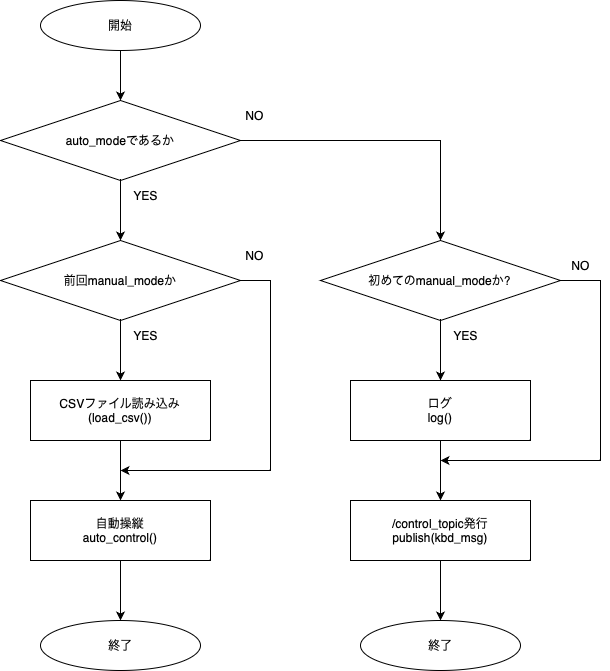 開始
auto_modeであるか
NO
YES
前回manual_modeか
NO
YES
初めてのmanual_modeか?
NO
YES
CSVファイル読み込み
(load_csv())
ログ
log()
自動操縦
auto_control()
/control_topic発行
publish(kbd_msg)
終了
終了